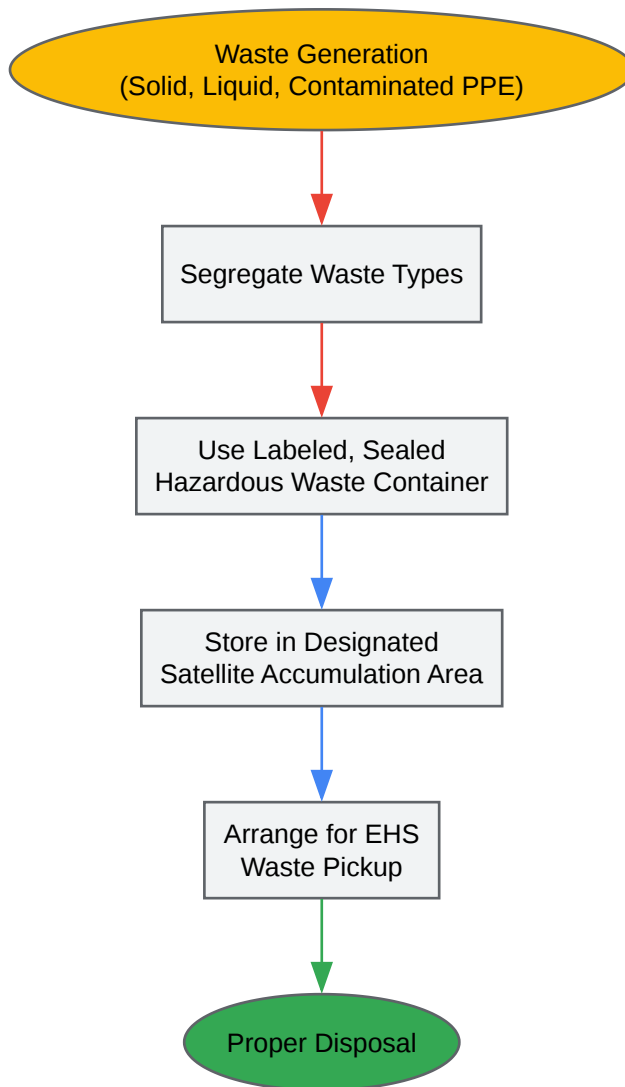 Waste Generation
(Solid, Liquid, Contaminated PPE)
Segregate Waste Types
Use Labeled, Sealed
Hazardous Waste Container
Store in Designated
Satellite Accumulation Area
Arrange for EHS
Waste Pickup
Proper Disposal